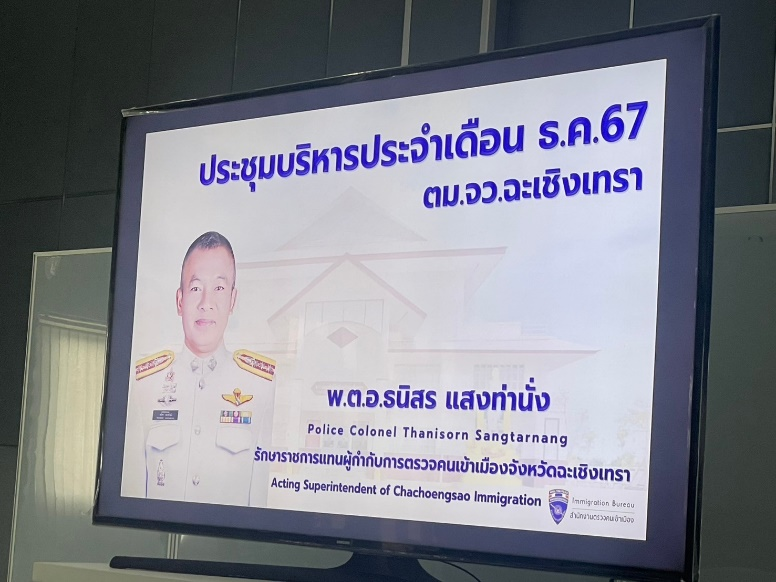 ประชุมบริหารประจำเดือน ธ.ค.67
ตม.จว.ฉะเชิงเทรา
พ.ต.อ.ธนิสร แสงท่านั่ง
Police Colonel Thanisorn Sangtarnang
รักษาราชการแทนผู้กำกับการตรวจคนเข้าเมืองจังหวัดฉะเชิงเทรา
Acting Superintendent of Chachoengsao Immigration
Immigration Bureau
สำนักงานตรวจคนเข้าเมือง